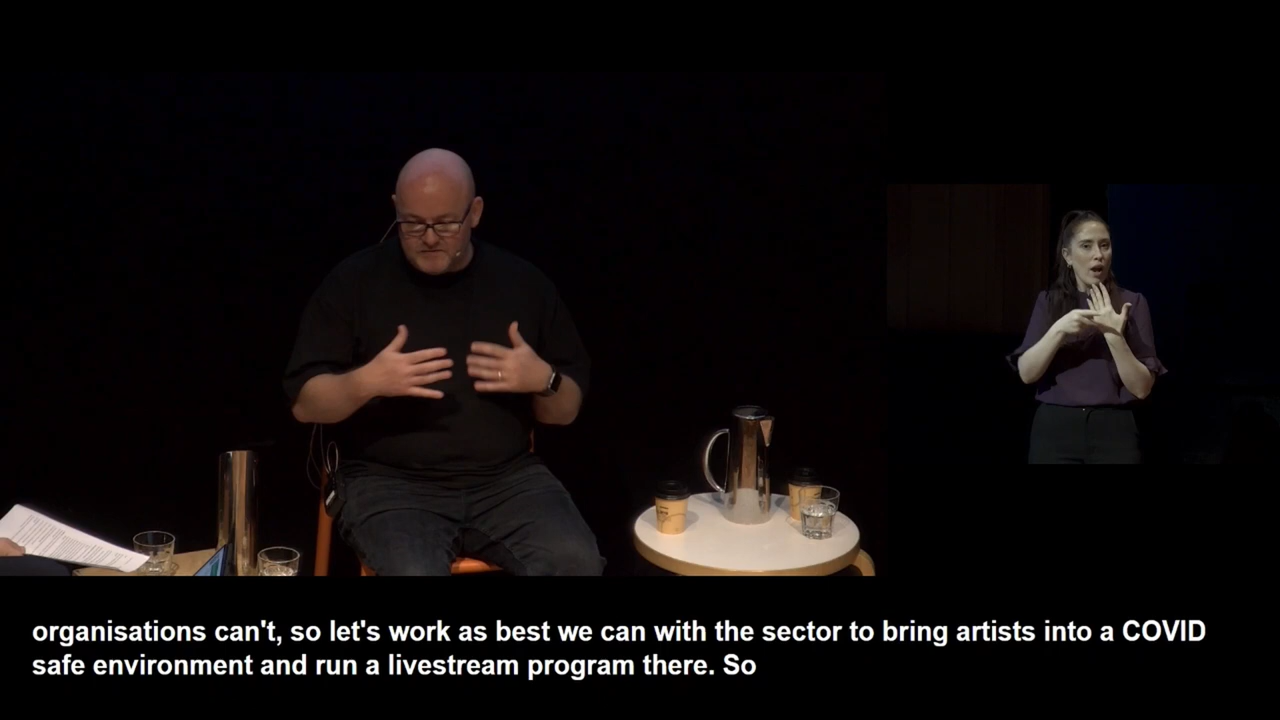 organisations can't, so let's work as best we can with the sector to bring artists into a COVID
safe environment and run a livestream program there. So